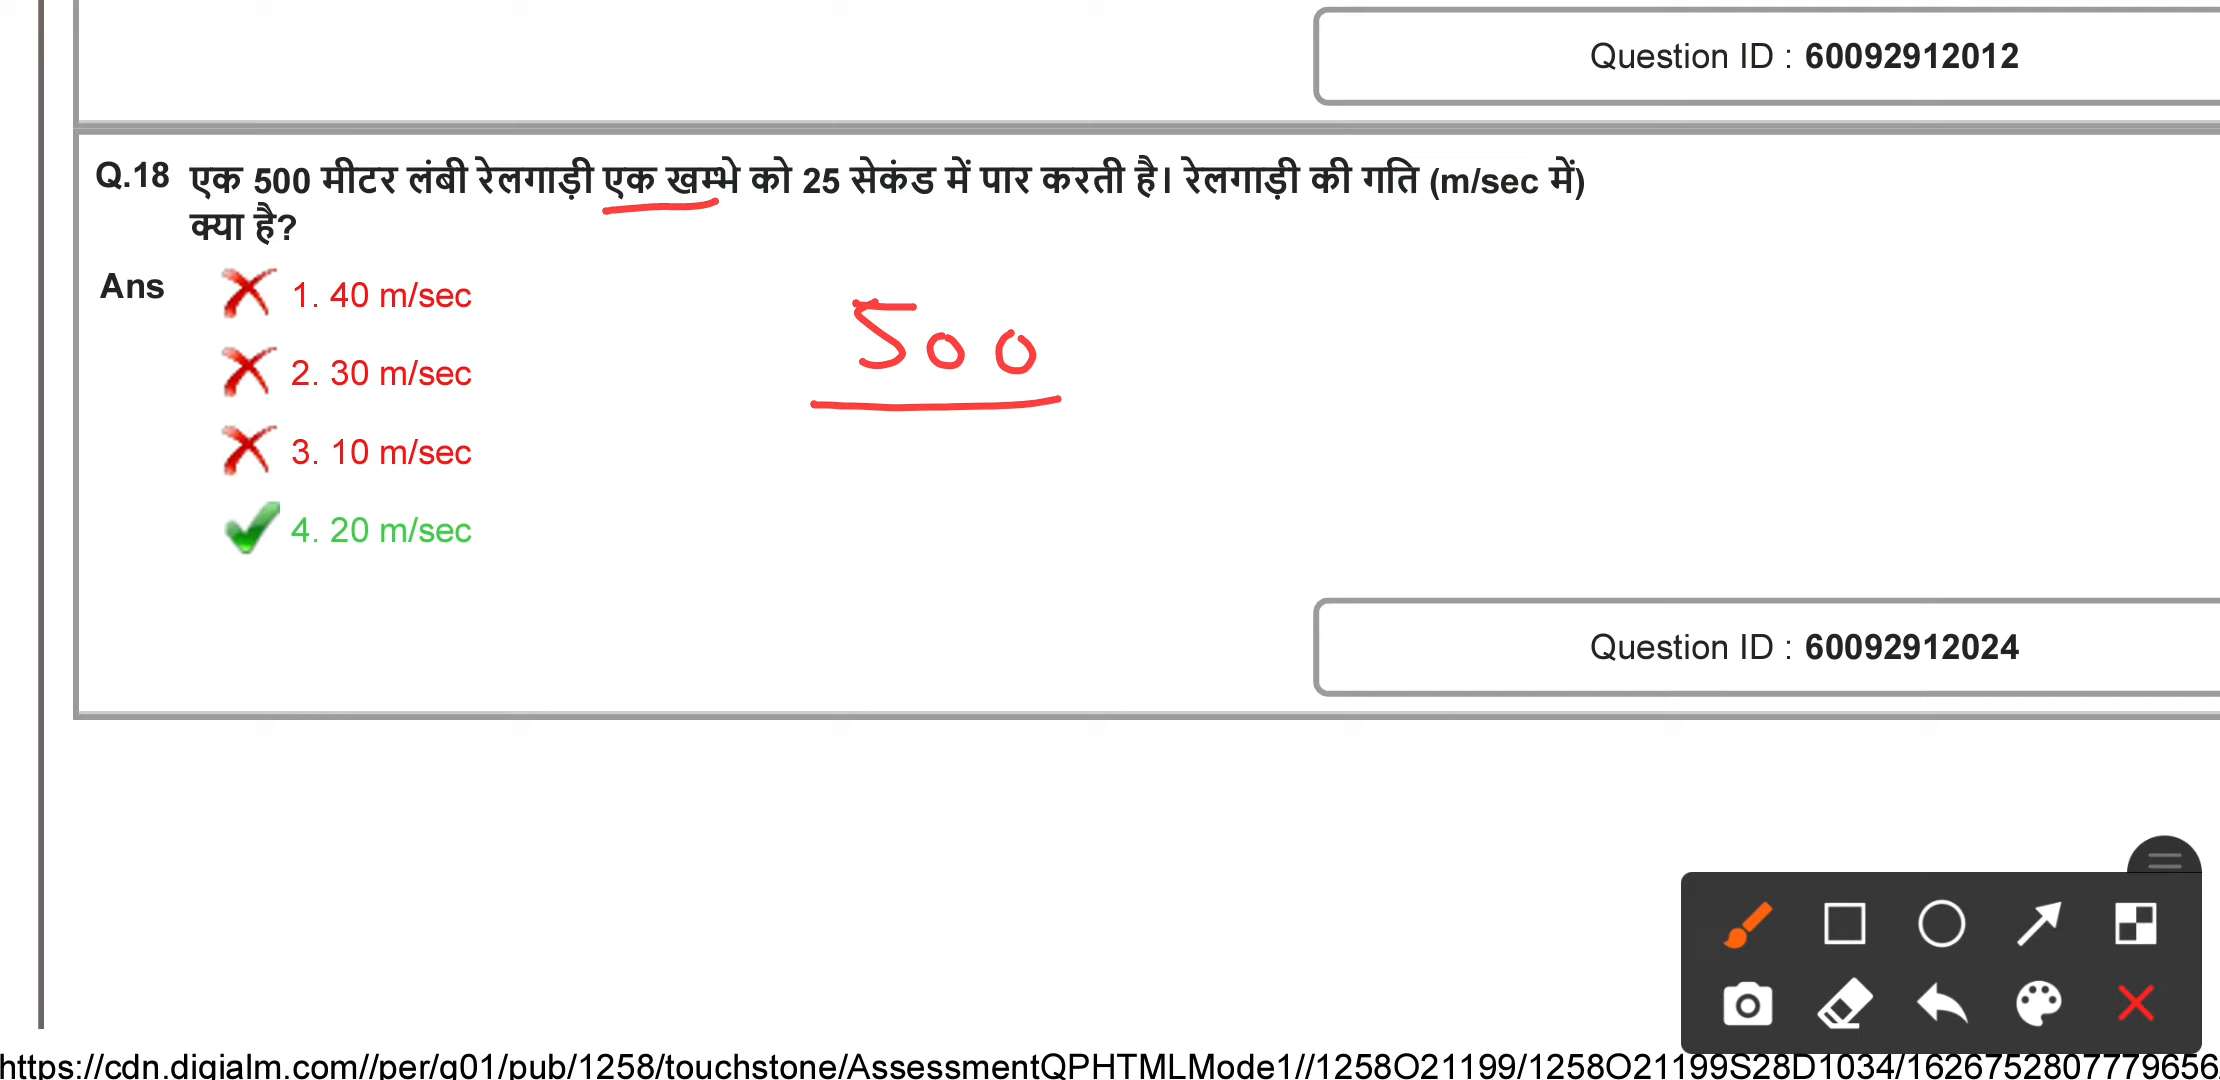 Question ID : 60092912012
Q.18 एक 500 मीटर लंबी रेलगाड़ी एक खम्भे को 25 सेकंड में पार करती है। रेलगाड़ी की गति (m/sec में)
क्या है?
Ans 1. 40 m/sec
2. 30 m/sec
500
3. 10 m/sec
4. 20 m/sec
Question ID : 60092912024
https://cdn.digialm.com//per/g01/pub/1258/touchstone/AssessmentQPHTMLMode1//1258O21199/1258O21199S28D1034/1626752807779656